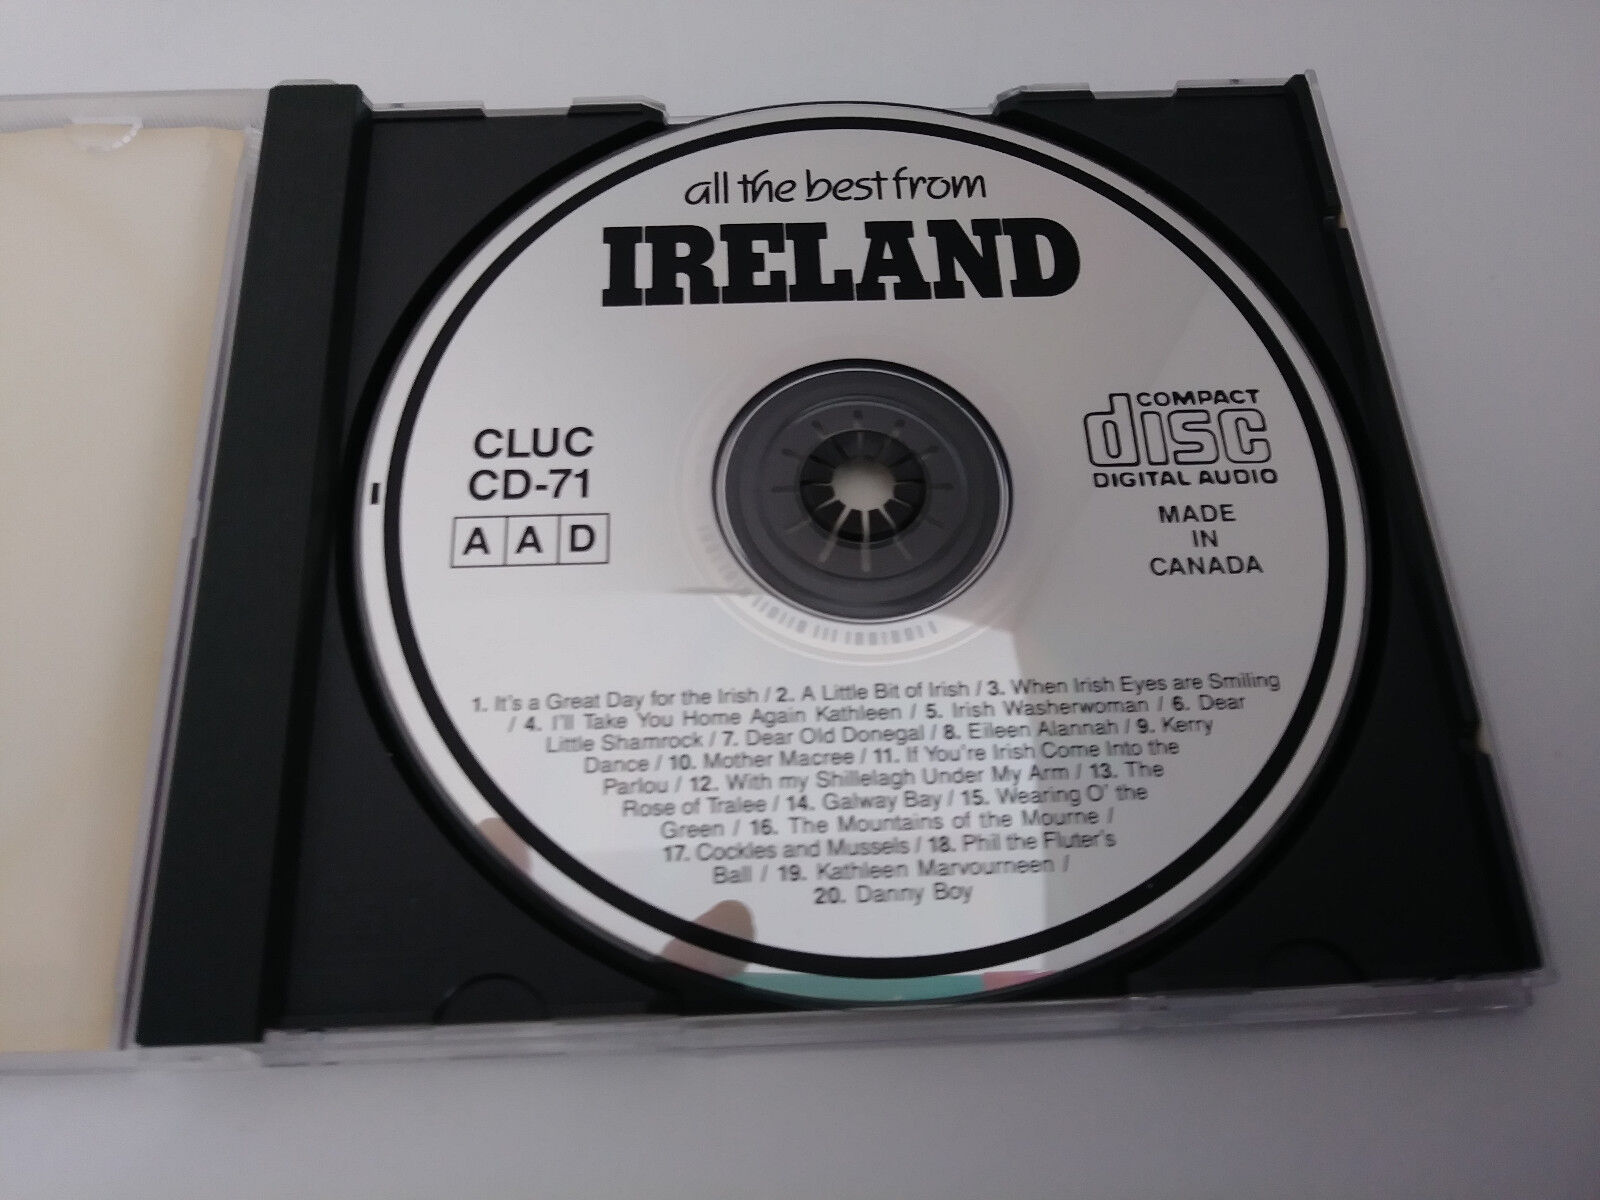 all the best from
IRELAND
CLUC
CD-71
A A D
COMPACT
disc
DIGITAL AUDIO
MADE
IN
CANADA
1. It's a Great Day for the Irish / 2. A Little Bit of Irish / 3. When Irish Eyes are Smiling
/ 4. I'll Take You Home Again Kathleen / 5. Irish Washerwoman / 6. Dear
Little Shamrock / 7. Dear Old Donegal / 8. Eileen Alannah / 9. Kerry
Dance / 10. Mother Macree / 11. If You're Irish Come Into the
Parlou / 12. With my Shillelagh Under My Arm / 13. The
Rose of Tralee / 14. Galway Bay / 15. Wearing O' the
Green / 16. The Mountains of the Mourne /
17. Cockles and Mussels / 18. Phil the Fluter's
Ball / 19. Kathleen Marvourneen /
20. Danny Boy